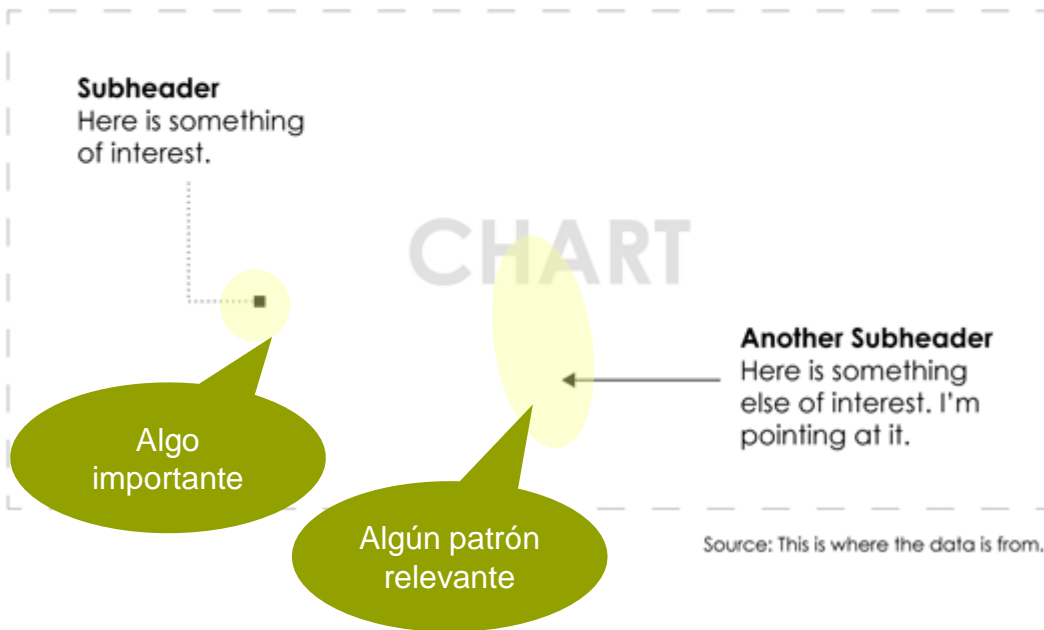 Subheader
Here is something
of interest.
CHART
Another Subheader
Here is something
else of interest. I'm
pointing at it.
Algo
importante
Algún patrón
relevante
Source: This is where the data is from.